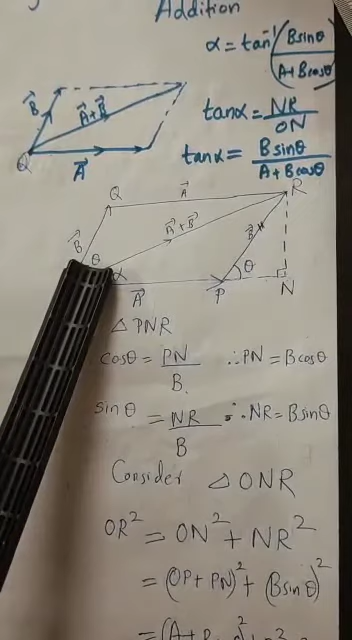 Addition
α = tan⁻¹(Bsinθ / A+Bcosθ)
B⃗ A⃗+B⃗
tanα = NR / ON
O A⃗
tanα = Bsinθ / A+Bcosθ
Q A⃗ R
B⃗ A⃗+B⃗ B⃗
θ α θ
A⃗ P N
△ PNR
cosθ = PN / B ∴PN = Bcosθ
sinθ = NR / B ∴NR = Bsinθ
Consider △ ONR
OR² = ON² + NR²
= (OP + PN)² + (Bsinθ)²